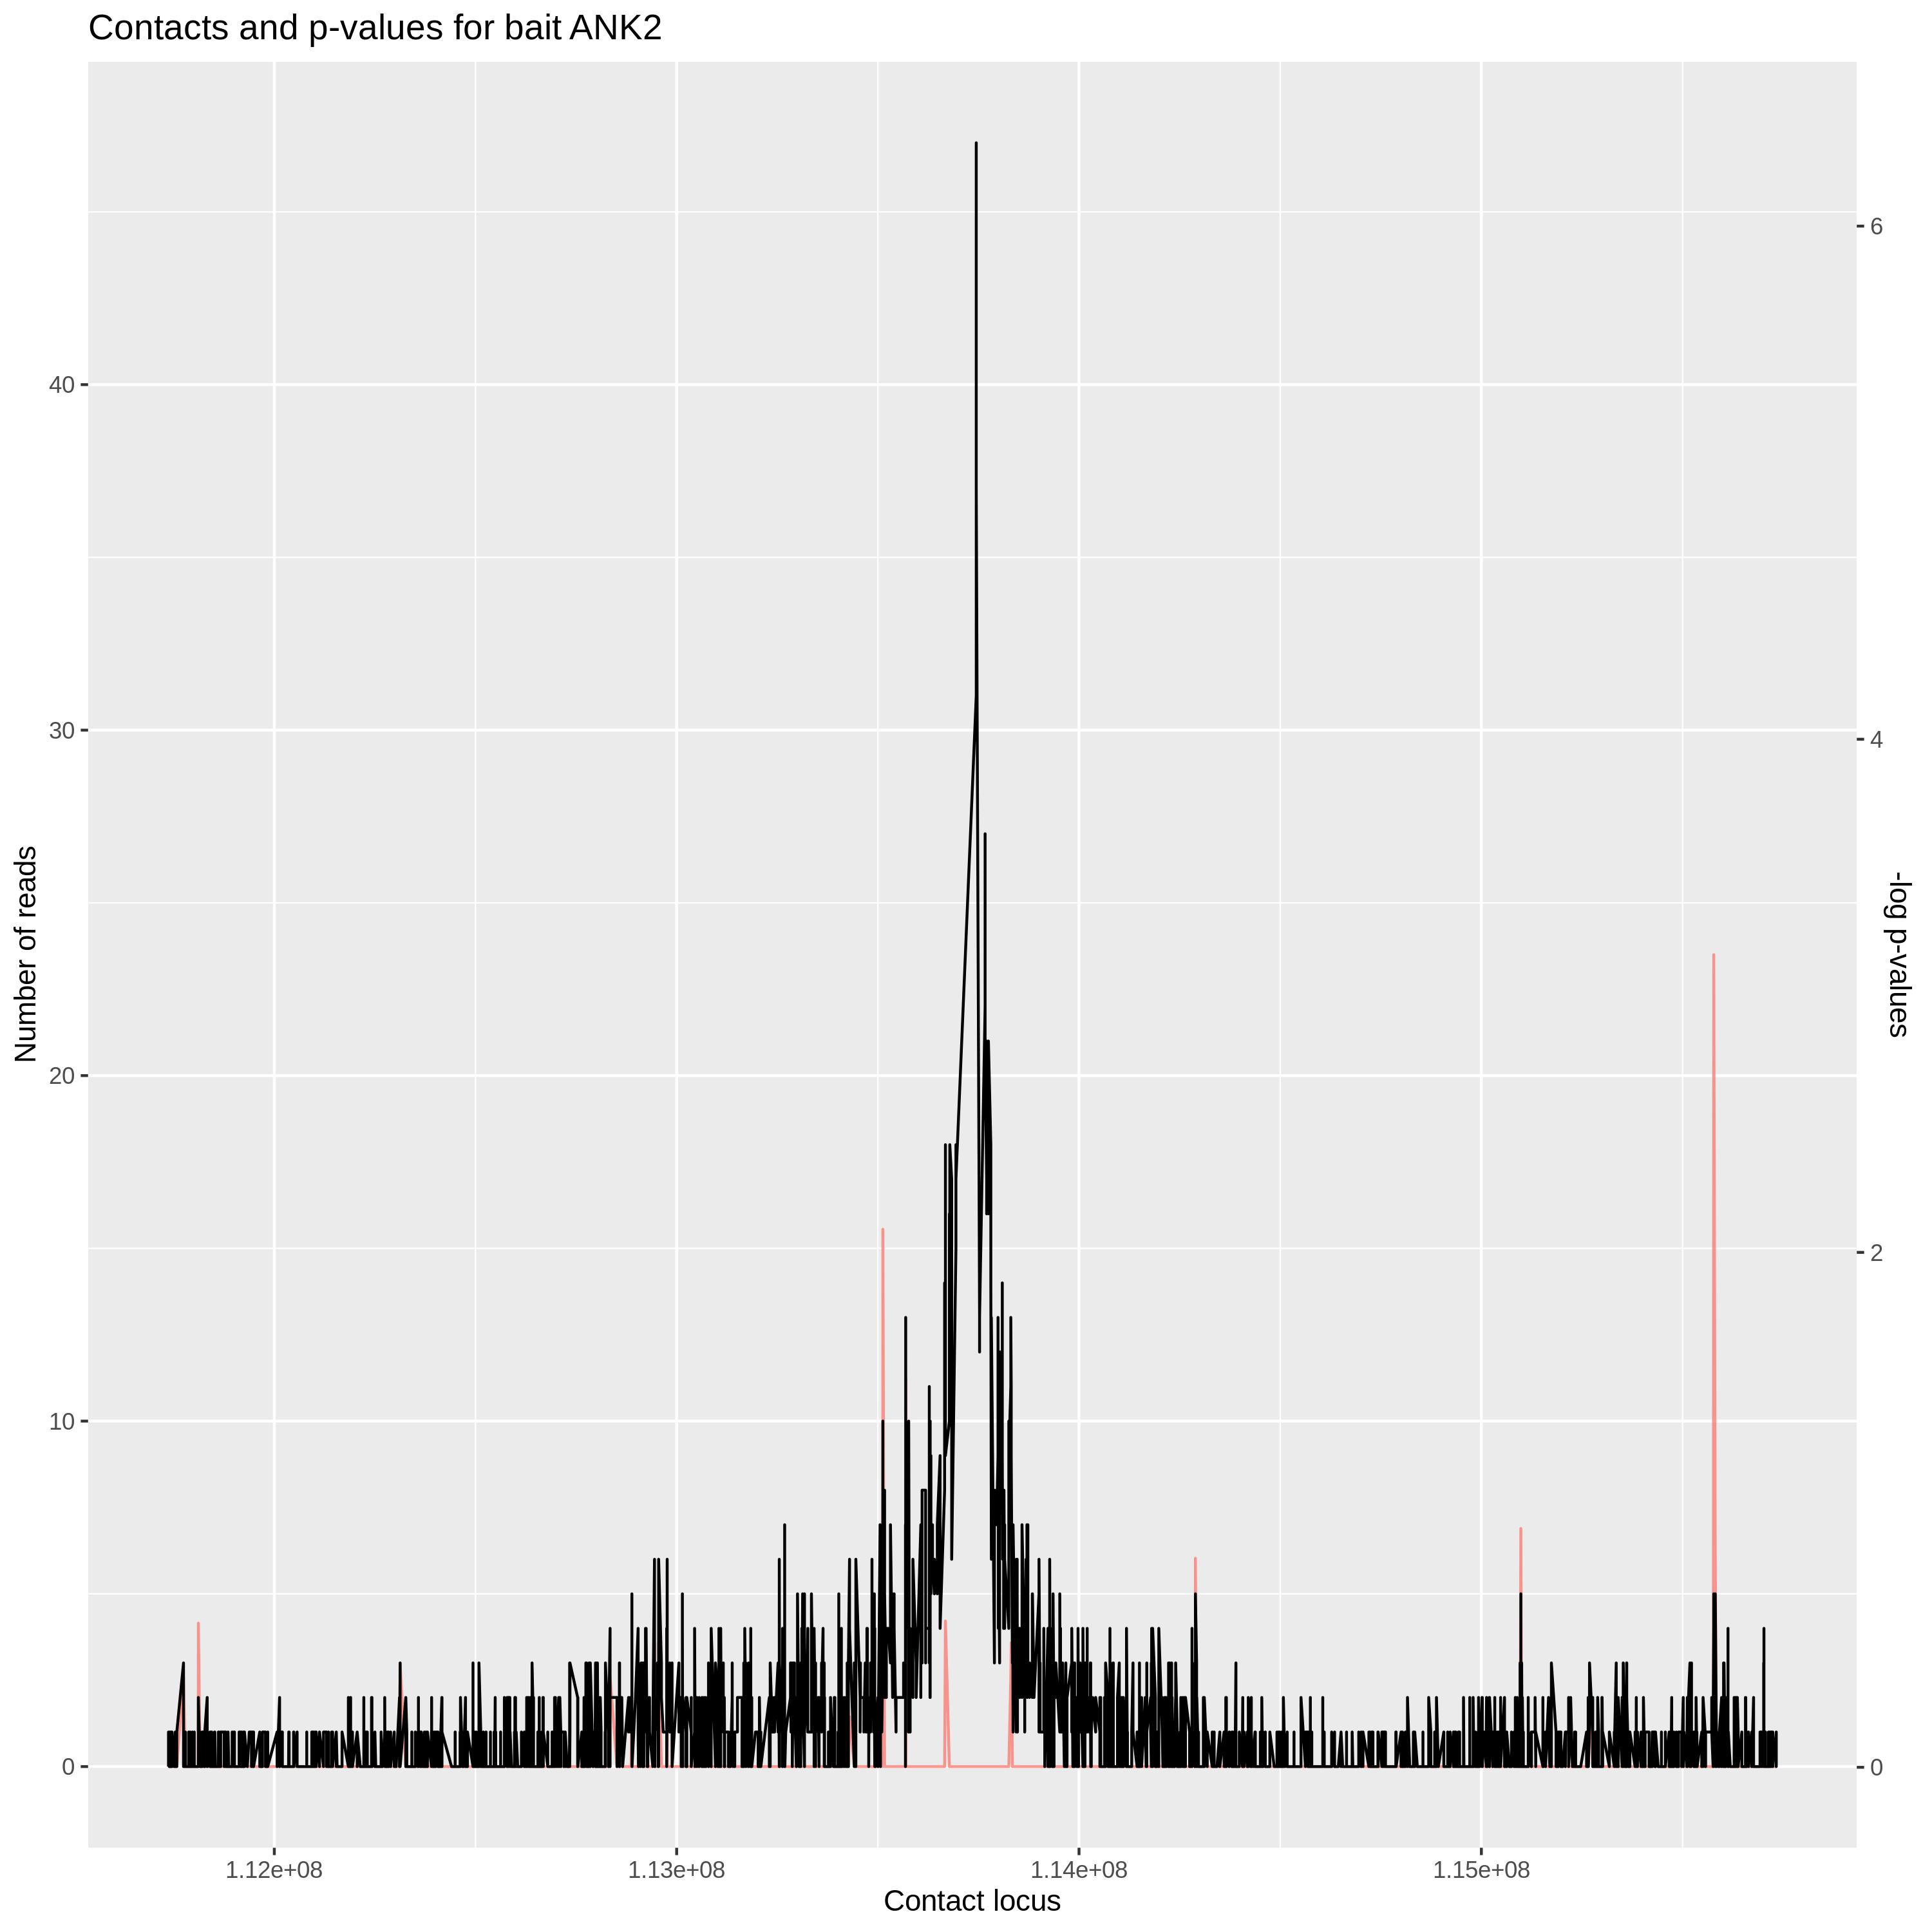 Contacts and p-values for bait ANK2
Number of reads
40
30
20
10
0
6
4
2
0
-log p-values
1.12e+08
1.13e+08
1.14e+08
1.15e+08
Contact locus